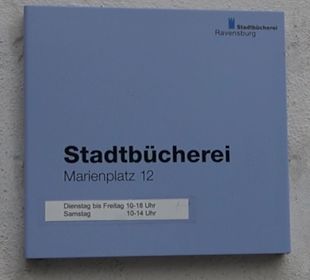 Stadtbücherei
Ravensburg
Stadtbücherei
Marienplatz 12
Dienstag bis Freitag 10-18 Uhr
Samstag 10-14 Uhr